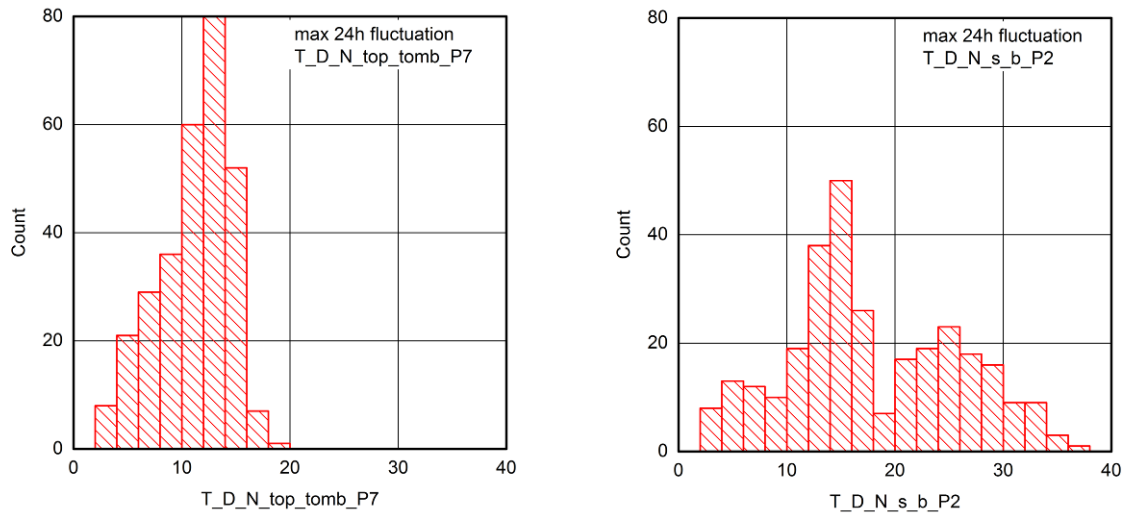 80
60
40
20
0
Count
max 24h fluctuation
T_D_N_top_tomb_P7
0 10 20 30 40
T_D_N_top_tomb_P7
80
60
40
20
0
Count
max 24h fluctuation
T_D_N_s_b_P2
0 10 20 30 40
T_D_N_s_b_P2